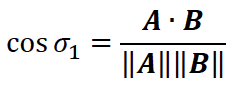 cos σ₁ = A · B / ‖A‖‖B‖